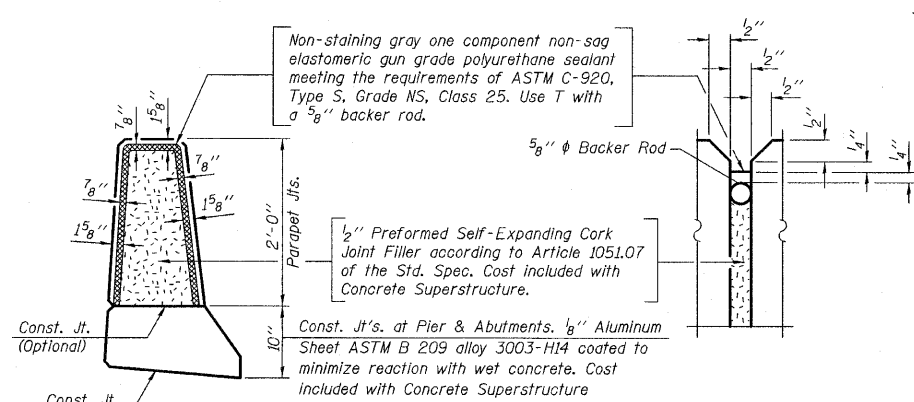 Non-staining gray one component non-sag
elastomeric gun grade polyurethane sealant
meeting the requirements of ASTM C-920,
Type S, Grade NS, Class 25. Use T with
a 5/8" backer rod.
1/2"
1/2"
1/2"
1/2"
1/4"
1/4"
5/8" φ Backer Rod
7/8"
1 5/8"
7/8"
7/8"
1 5/8"
1 5/8"
2'-0"
Parapet Jts.
1/2" Preformed Self-Expanding Cork
Joint Filler according to Article 1051.07
of the Std. Spec. Cost included with
Concrete Superstructure.
Const. Jt.
(Optional)
10"
Const. Jt's. at Pier & Abutments. 1/8" Aluminum
Sheet ASTM B 209 alloy 3003-H14 coated to
minimize reaction with wet concrete. Cost
included with Concrete Superstructure
Const. Jt.